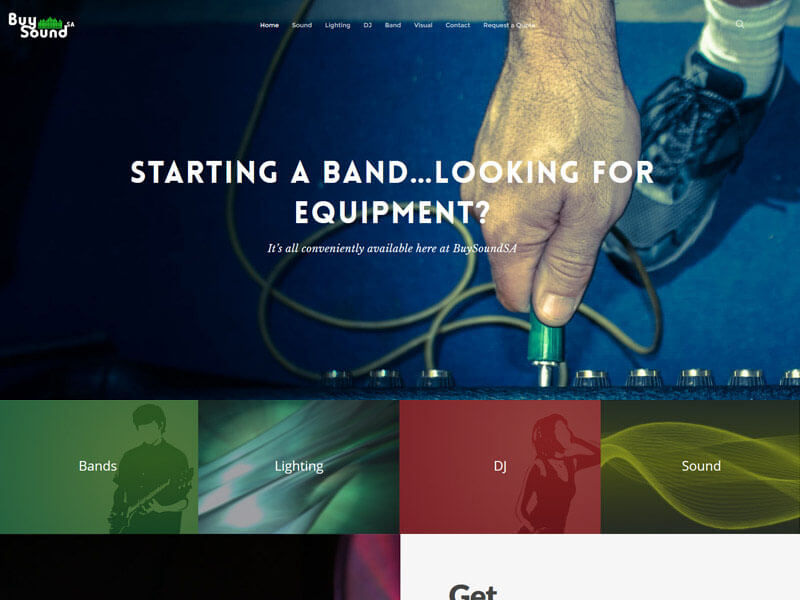 Buy
Sound SA
Home Sound Lighting DJ Band Visual Contact Request a Quote
STARTING A BAND...LOOKING FOR
EQUIPMENT?
It's all conveniently available here at BuySoundSA
Bands Lighting DJ Sound
Get